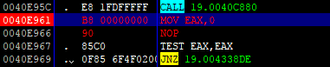 0040E95C . E8 1FDFFFFF CALL 19.0040C880
0040E961 B8 00000000 MOV EAX,0
0040E966 90 NOP
0040E967 . 85C0 TEST EAX,EAX
0040E969 .˅ 0F85 6F4F0200 JNZ 19.004338DE